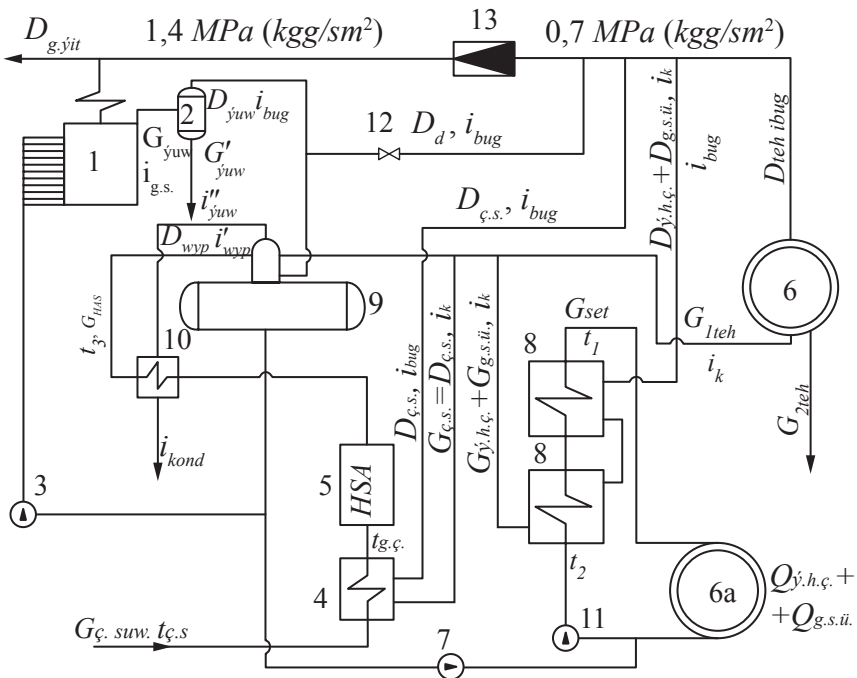 13
D_g.ýit
1,4 MPa (kgg/sm²)
0,7 MPa (kgg/sm²)
2
D_ýuw i_bug
12
D_d, i_bug
D_ý.h.ç.+D_g.s.ü., i_k
i_bug
D_teh i_bug
1
G_ýuw
i_g.s.
G′_ýuw
i″_ýuw
D_ç.s., i_bug
D_wyp i′_wyp
9
6
t_3, G_HAS
10
G_set
G_1teh
8
t_1
i_k
G_2teh
D_ç.s., i_bug
G_ç.s.=D_ç.s., i_k
G_ý.h.ç.+G_g.s.ü., i_k
i_kond
8
3
5
HSA
t_g.ç.
t_2
4
6a
Q_ý.h.ç.+
+Q_g.s.ü.
G_ç. suw. t_ç.s
11
7